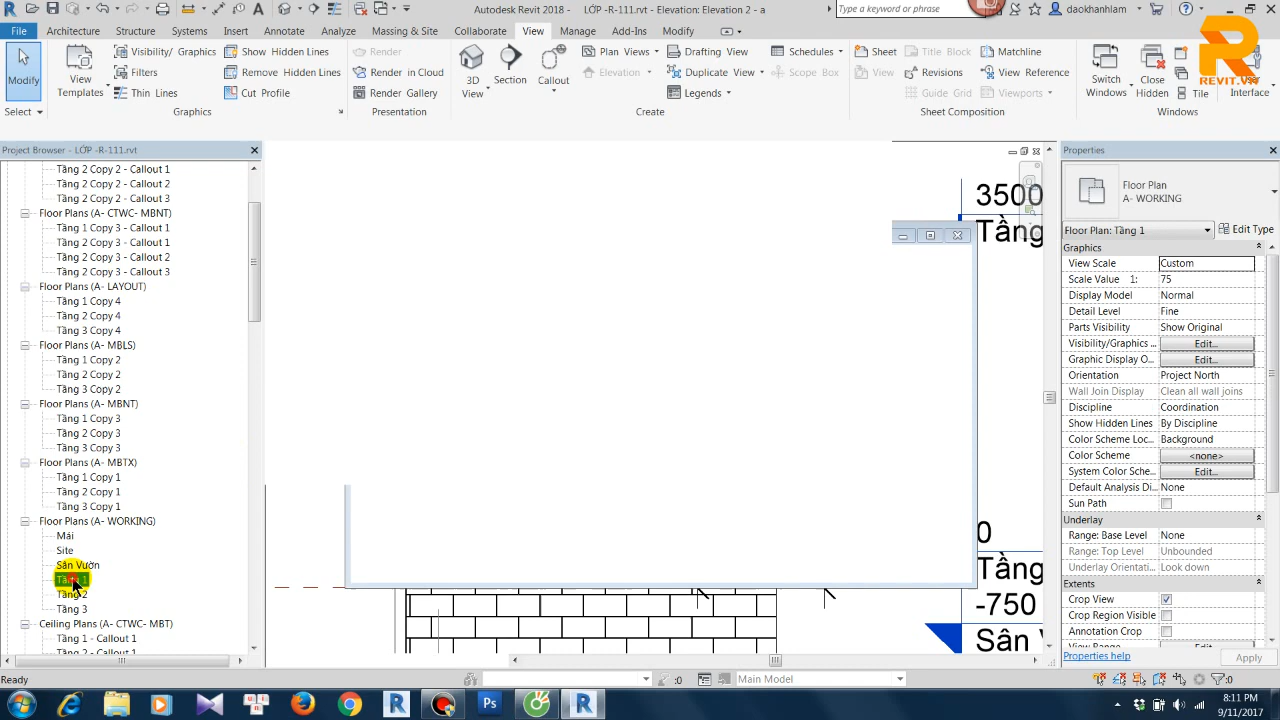 Autodesk Revit 2018 - LỚP -R-111.rvt - Elevation: Elevation 2 - a
Type a keyword or phrase
daokhanhlam
File Architecture Structure Systems Insert Annotate Analyze Massing & Site Collaborate View Manage Add-Ins Modify
Modify
Select
View Templates
Visibility/ Graphics
Filters
Thin Lines
Show Hidden Lines
Remove Hidden Lines
Cut Profile
Graphics
Render
Render in Cloud
Render Gallery
Presentation
3D View
Section
Callout
Plan Views
Elevation
Drafting View
Duplicate View
Legends
Schedules
Scope Box
Create
Sheet
View
Title Block
Revisions
Guide Grid
Matchline
View Reference
Viewports
Sheet Composition
Switch Windows
Close Hidden
Tile
Windows
Interface
REVIT.VN
Project Browser - LỚP -R-111.rvt
Tầng 2 Copy 2 - Callout 1
Tầng 2 Copy 2 - Callout 2
Tầng 2 Copy 2 - Callout 3
Floor Plans (A- CTWC- MBNT)
Tầng 1 Copy 3 - Callout 1
Tầng 2 Copy 3 - Callout 1
Tầng 2 Copy 3 - Callout 2
Tầng 2 Copy 3 - Callout 3
Floor Plans (A- LAYOUT)
Tầng 1 Copy 4
Tầng 2 Copy 4
Tầng 3 Copy 4
Floor Plans (A- MBLS)
Tầng 1 Copy 2
Tầng 2 Copy 2
Tầng 3 Copy 2
Floor Plans (A- MBNT)
Tầng 1 Copy 3
Tầng 2 Copy 3
Tầng 3 Copy 3
Floor Plans (A- MBTX)
Tầng 1 Copy 1
Tầng 2 Copy 1
Tầng 3 Copy 1
Floor Plans (A- WORKING)
Mái
Site
Sân Vườn
Tầng 1
Tầng 2
Tầng 3
Ceiling Plans (A- CTWC- MBT)
Tầng 1 - Callout 1
Tầng 2 - Callout 1
3500
Tầng
0
Tầng
-750
Sân V
Properties
Floor Plan
A- WORKING
Floor Plan: Tầng 1
Edit Type
Graphics
View Scale Custom
Scale Value 1: 75
Display Model Normal
Detail Level Fine
Parts Visibility Show Original
Visibility/Graphics ... Edit...
Graphic Display O... Edit...
Orientation Project North
Wall Join Display Clean all wall joins
Discipline Coordination
Show Hidden Lines By Discipline
Color Scheme Loc... Background
Color Scheme <none>
System Color Sche... Edit...
Default Analysis Di... None
Sun Path
Underlay
Range: Base Level None
Range: Top Level Unbounded
Underlay Orientati... Look down
Extents
Crop View
Crop Region Visible
Annotation Crop
View Range Edit...
Properties help
Apply
Ready
:0
Main Model
:0
Ps
8:11 PM
9/11/2017